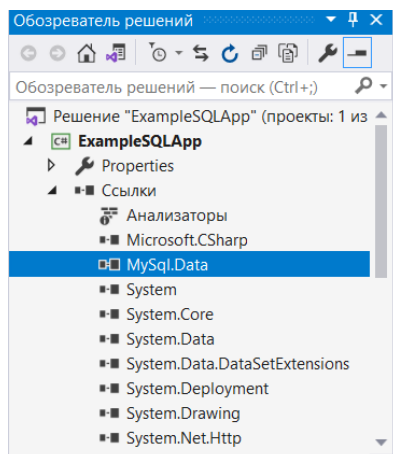 Обозреватель решений
Обозреватель решений — поиск (Ctrl+;)
Решение "ExampleSQLApp" (проекты: 1 из
C# ExampleSQLApp
Properties
Ссылки
Анализаторы
Microsoft.CSharp
MySql.Data
System
System.Core
System.Data
System.Data.DataSetExtensions
System.Deployment
System.Drawing
System.Net.Http